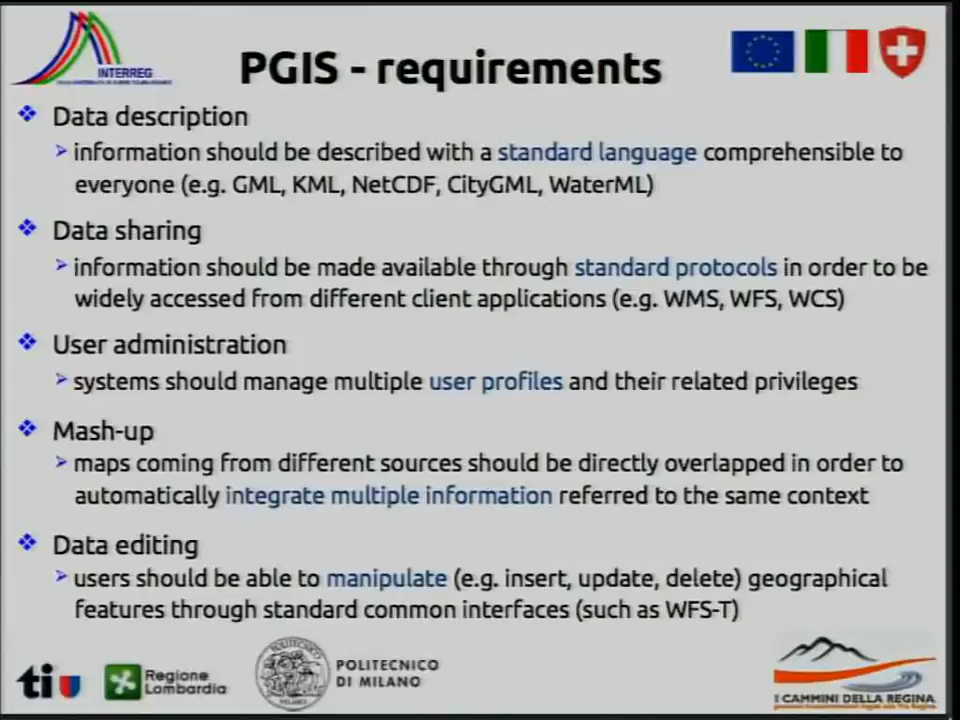 INTERREG
PGIS - requirements
Data description
information should be described with a standard language comprehensible to
everyone (e.g. GML, KML, NetCDF, CityGML, WaterML)
Data sharing
information should be made available through standard protocols in order to be
widely accessed from different client applications (e.g. WMS, WFS, WCS)
User administration
systems should manage multiple user profiles and their related privileges
Mash-up
maps coming from different sources should be directly overlapped in order to
automatically integrate multiple information referred to the same context
Data editing
users should be able to manipulate (e.g. insert, update, delete) geographical
features through standard common interfaces (such as WFS-T)
ti
Regione
Lombardia
POLITECNICO
MILANO
POLITECNICO
DI MILANO
I CAMMINI DELLA REGINA